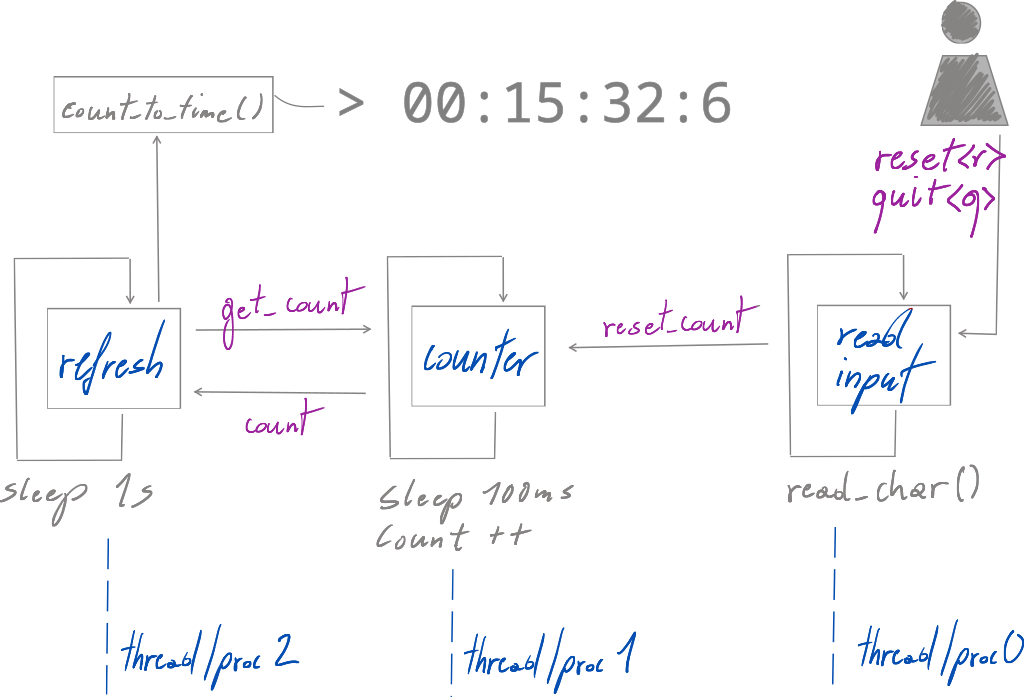 count_to_time()
> 00:15:32:6
reset<r>
quit<q>
get_count
refresh
count
counter
reset_count
read
input
sleep 1s
Sleep 100ms
Count ++
read_char()
thread/proc 2
thread/proc 1
thread/proc 0